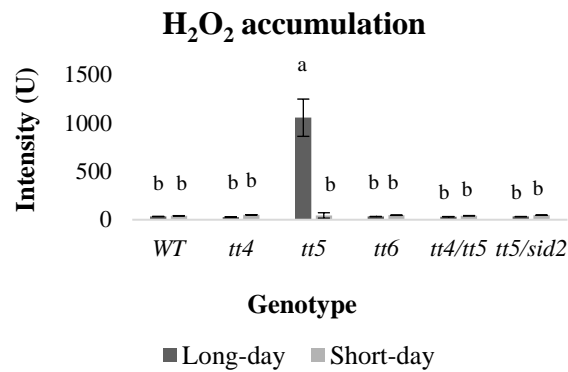 H₂O₂ accumulation
Intensity (U)
1500
1000
500
0
a
b b b b b b b b b b b
WT tt4 tt5 tt6 tt4/tt5 tt5/sid2
Genotype
Long-day Short-day